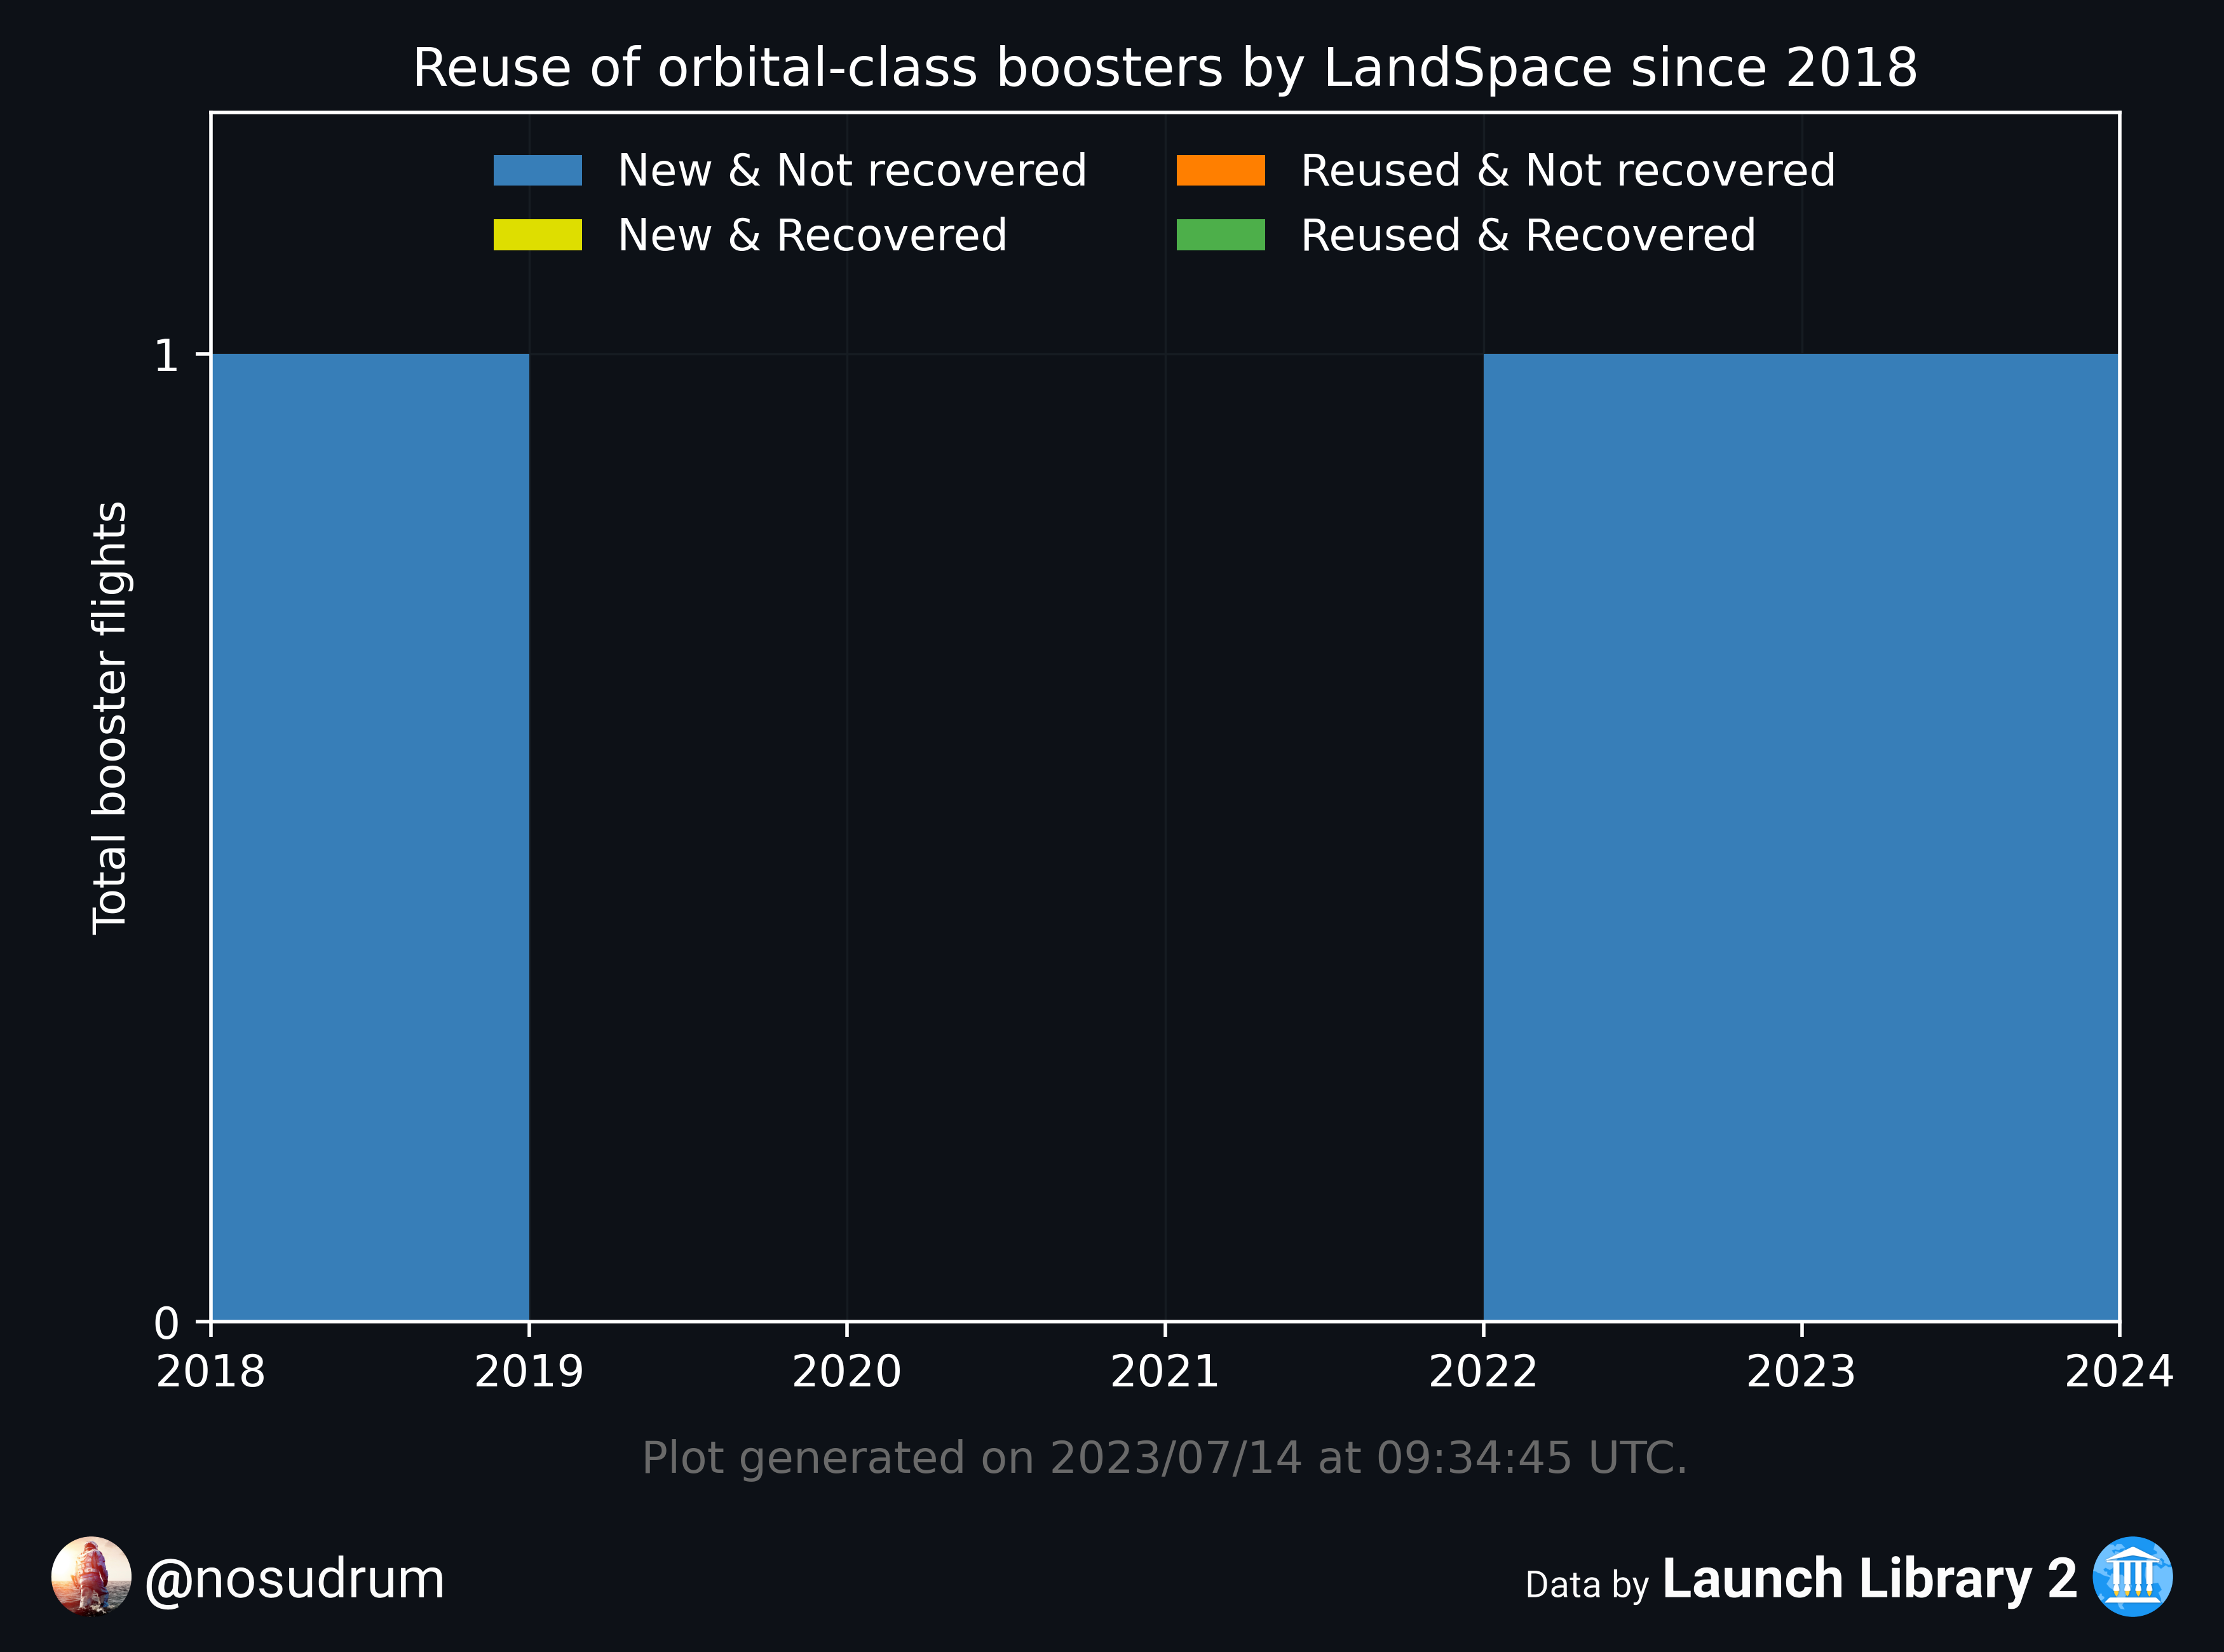 Reuse of orbital-class boosters by LandSpace since 2018
New & Not recovered
New & Recovered
Reused & Not recovered
Reused & Recovered
Total booster flights
1
0
2018 2019 2020 2021 2022 2023 2024
Plot generated on 2023/07/14 at 09:34:45 UTC.
@nosudrum
Data by Launch Library 2